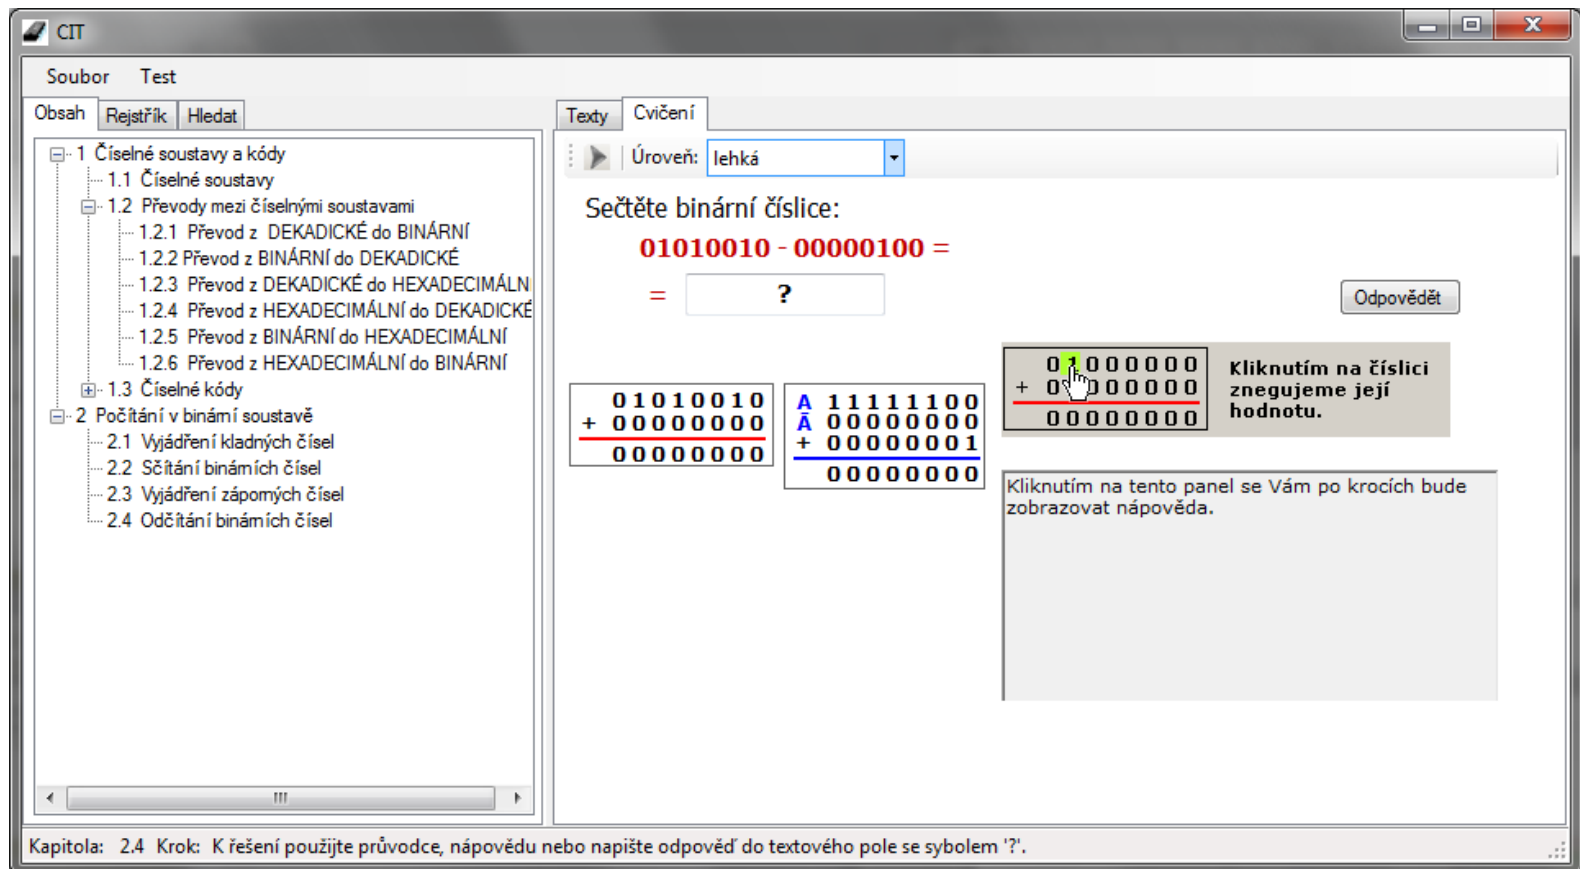 CIT
Soubor Test
Obsah Rejstřík Hledat
1 Číselné soustavy a kódy
1.1 Číselné soustavy
1.2 Převody mezi číselnými soustavami
1.2.1 Převod z DEKADICKÉ do BINÁRNÍ
1.2.2 Převod z BINÁRNÍ do DEKADICKÉ
1.2.3 Převod z DEKADICKÉ do HEXADECIMÁLN
1.2.4 Převod z HEXADECIMÁLNÍ do DEKADICKÉ
1.2.5 Převod z BINÁRNÍ do HEXADECIMÁLNÍ
1.2.6 Převod z HEXADECIMÁLNÍ do BINÁRNÍ
1.3 Číselné kódy
2 Počítání v binární soustavě
2.1 Vyjádření kladných čísel
2.2 Sčítání binárních čísel
2.3 Vyjádření záporných čísel
2.4 Odčítání binárních čísel
Texty Cvičení
Úroveň: lehká
Sečtěte binární číslice:
01010010 - 00000100 =
= ?
Odpovědět
01010010
+ 00000000
00000000
A 11111100
Ā 00000000
+ 00000001
00000000
01000000
+ 00000000
00000000
Kliknutím na číslici
znegujeme její
hodnotu.
Kliknutím na tento panel se Vám po krocích bude
zobrazovat nápověda.
Kapitola: 2.4 Krok: K řešení použijte průvodce, nápovědu nebo napište odpověď do textového pole se sybolem '?'.